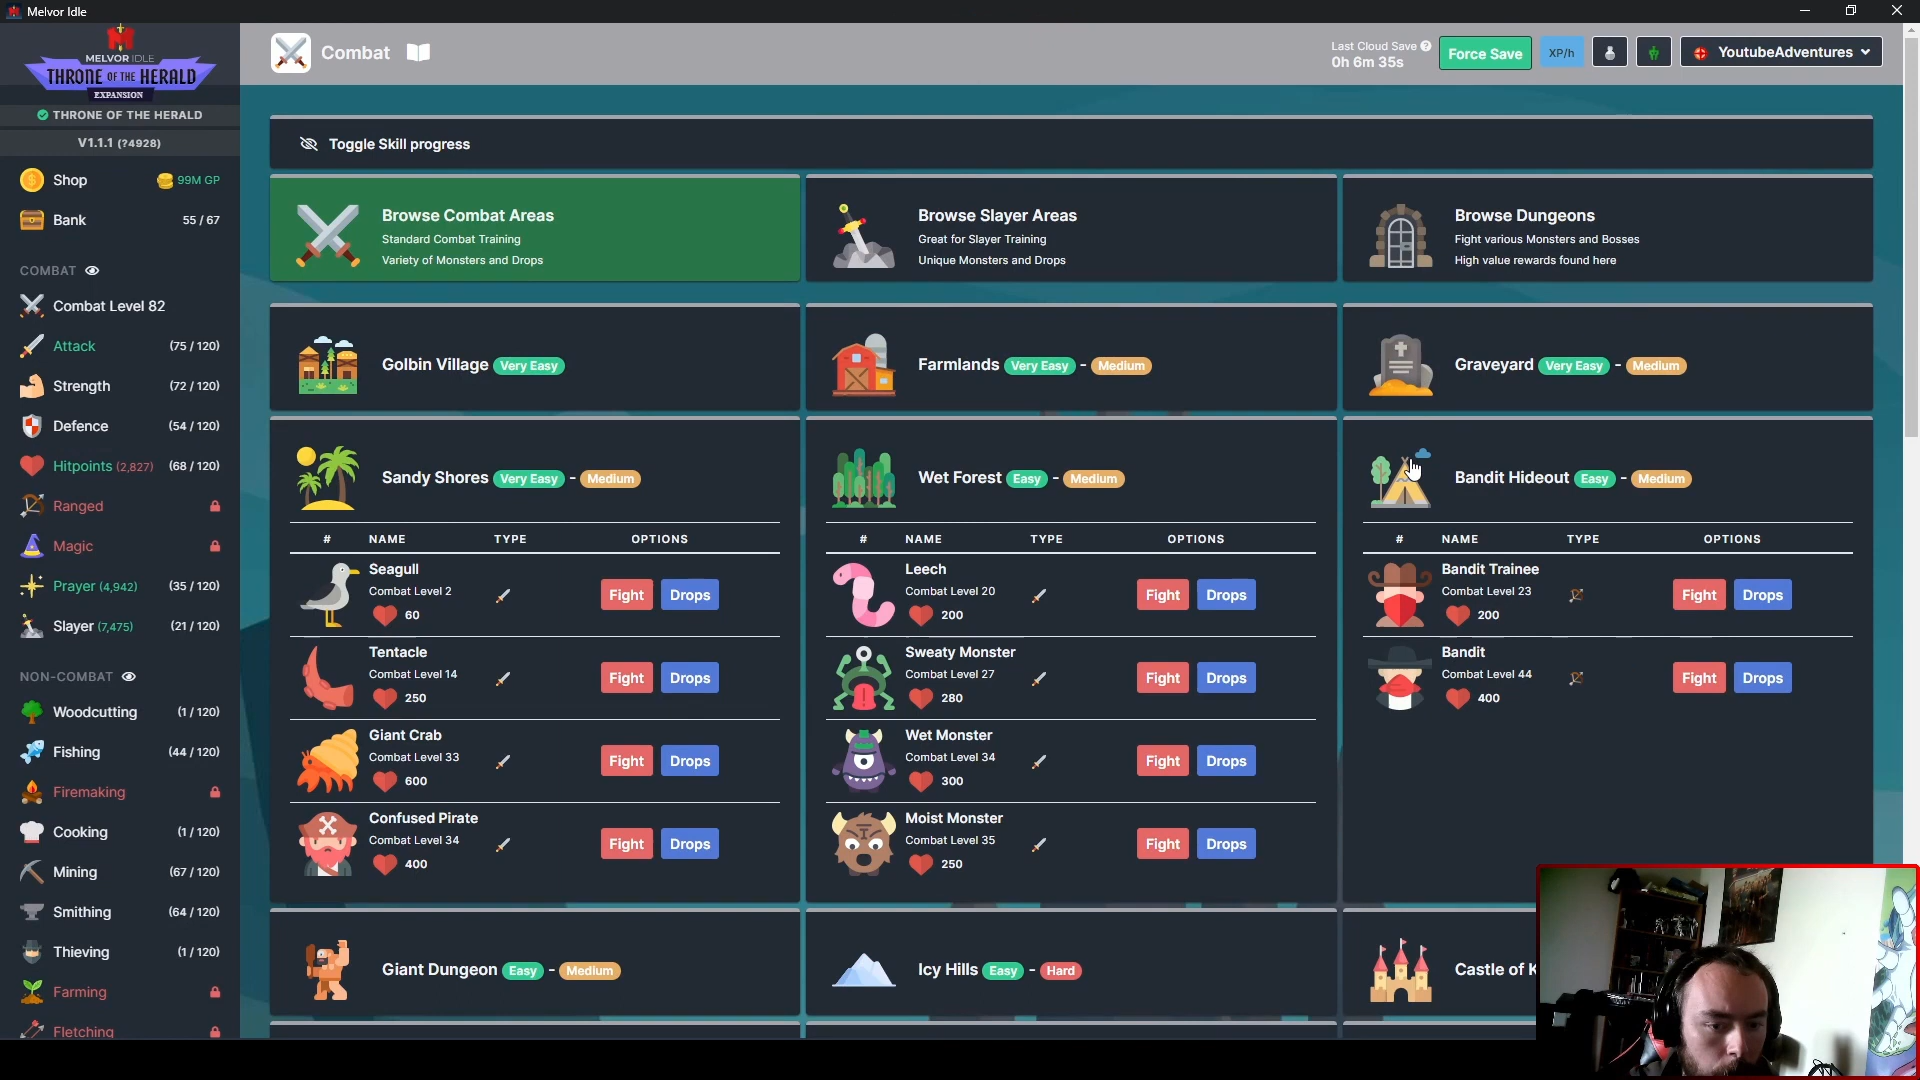 Melvor Idle
MELVOR IDLE
THRONE OF THE HERALD
EXPANSION
THRONE OF THE HERALD
V1.1.1 (?4928)
Shop 99M GP
Bank 55 / 67
COMBAT
Combat Level 82
Attack (75 / 120)
Strength (72 / 120)
Defence (54 / 120)
Hitpoints (2,827) (68 / 120)
Ranged
Magic
Prayer (4,942) (35 / 120)
Slayer (7,475) (21 / 120)
NON-COMBAT
Woodcutting (1 / 120)
Fishing (44 / 120)
Firemaking
Cooking (1 / 120)
Mining (67 / 120)
Smithing (64 / 120)
Thieving (1 / 120)
Farming
Fletching
Combat
Last Cloud Save
0h 6m 35s
Force Save
XP/h
YoutubeAdventures
Toggle Skill progress
Browse Combat Areas
Standard Combat Training
Variety of Monsters and Drops
Browse Slayer Areas
Great for Slayer Training
Unique Monsters and Drops
Browse Dungeons
Fight various Monsters and Bosses
High value rewards found here
Golbin Village Very Easy
Farmlands Very Easy - Medium
Graveyard Very Easy - Medium
Sandy Shores Very Easy - Medium
# NAME TYPE OPTIONS
Seagull
Combat Level 2
60
Fight Drops
Tentacle
Combat Level 14
250
Fight Drops
Giant Crab
Combat Level 33
600
Fight Drops
Confused Pirate
Combat Level 34
400
Fight Drops
Wet Forest Easy - Medium
# NAME TYPE OPTIONS
Leech
Combat Level 20
200
Fight Drops
Sweaty Monster
Combat Level 27
280
Fight Drops
Wet Monster
Combat Level 34
300
Fight Drops
Moist Monster
Combat Level 35
250
Fight Drops
Bandit Hideout Easy - Medium
# NAME TYPE OPTIONS
Bandit Trainee
Combat Level 23
200
Fight Drops
Bandit
Combat Level 44
400
Fight Drops
Giant Dungeon Easy - Medium
Icy Hills Easy - Hard
Castle of K